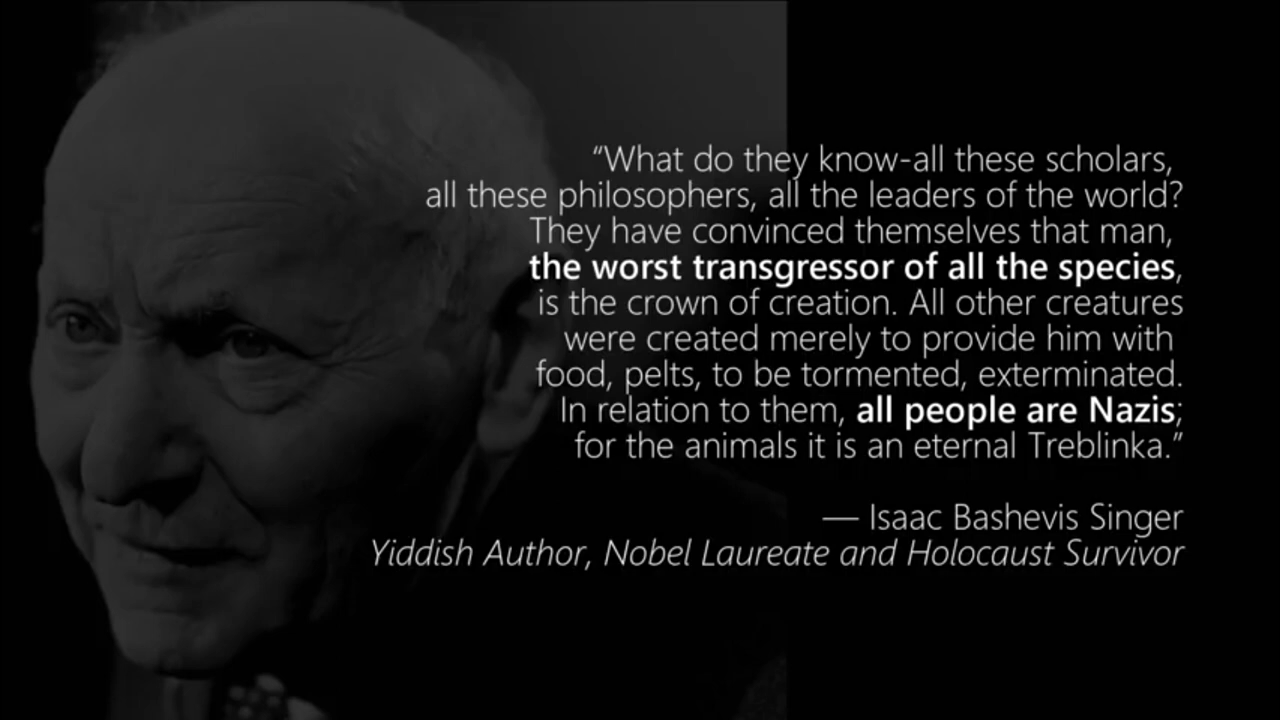 “What do they know-all these scholars,
all these philosophers, all the leaders of the world?
They have convinced themselves that man,
the worst transgressor of all the species,
is the crown of creation. All other creatures
were created merely to provide him with
food, pelts, to be tormented, exterminated.
In relation to them, all people are Nazis;
for the animals it is an eternal Treblinka.”
— Isaac Bashevis Singer
Yiddish Author, Nobel Laureate and Holocaust Survivor